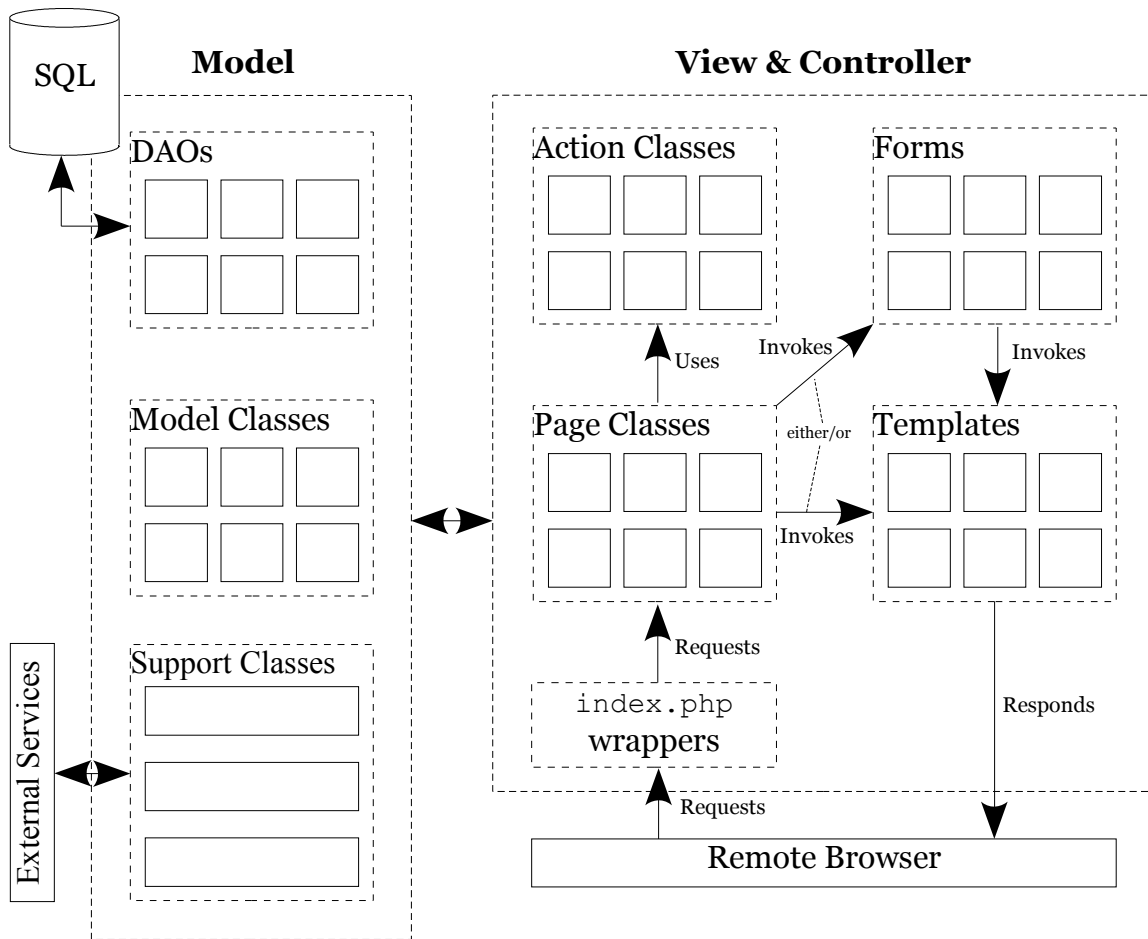 SQL
Model
View & Controller
DAOs
Action Classes
Forms
Uses
Invokes
Invokes
Model Classes
Page Classes
either/or
Templates
Invokes
Requests
Support Classes
External Services
index.php
wrappers
Responds
Requests
Remote Browser